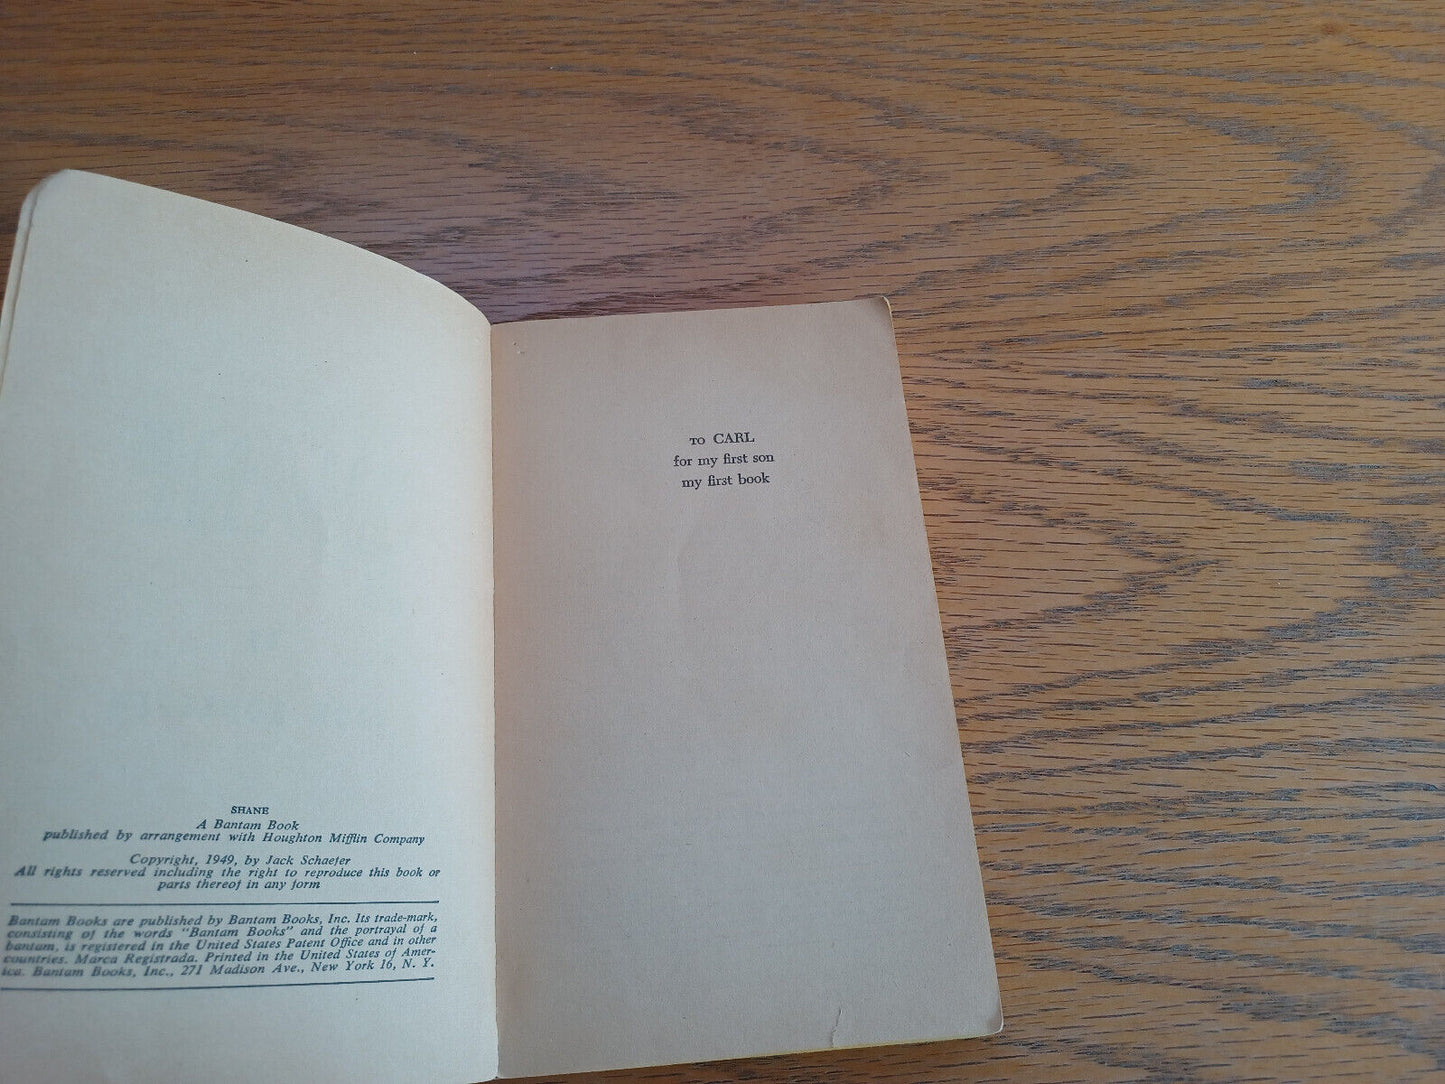 SHANE
A Bantam Book
published by arrangement with Houghton Mifflin Company
Copyright, 1949, by Jack Schaefer
All rights reserved including the right to reproduce this book or
parts thereof in any form
Bantam Books are published by Bantam Books, Inc. Its trade-mark,
consisting of the words "Bantam Books" and the portrayal of a
bantam, is registered in the United States Patent Office and in other
countries. Marca Registrada. Printed in the United States of Amer-
ica. Bantam Books, Inc., 271 Madison Ave., New York 16, N. Y.
TO CARL
for my first son
my first book